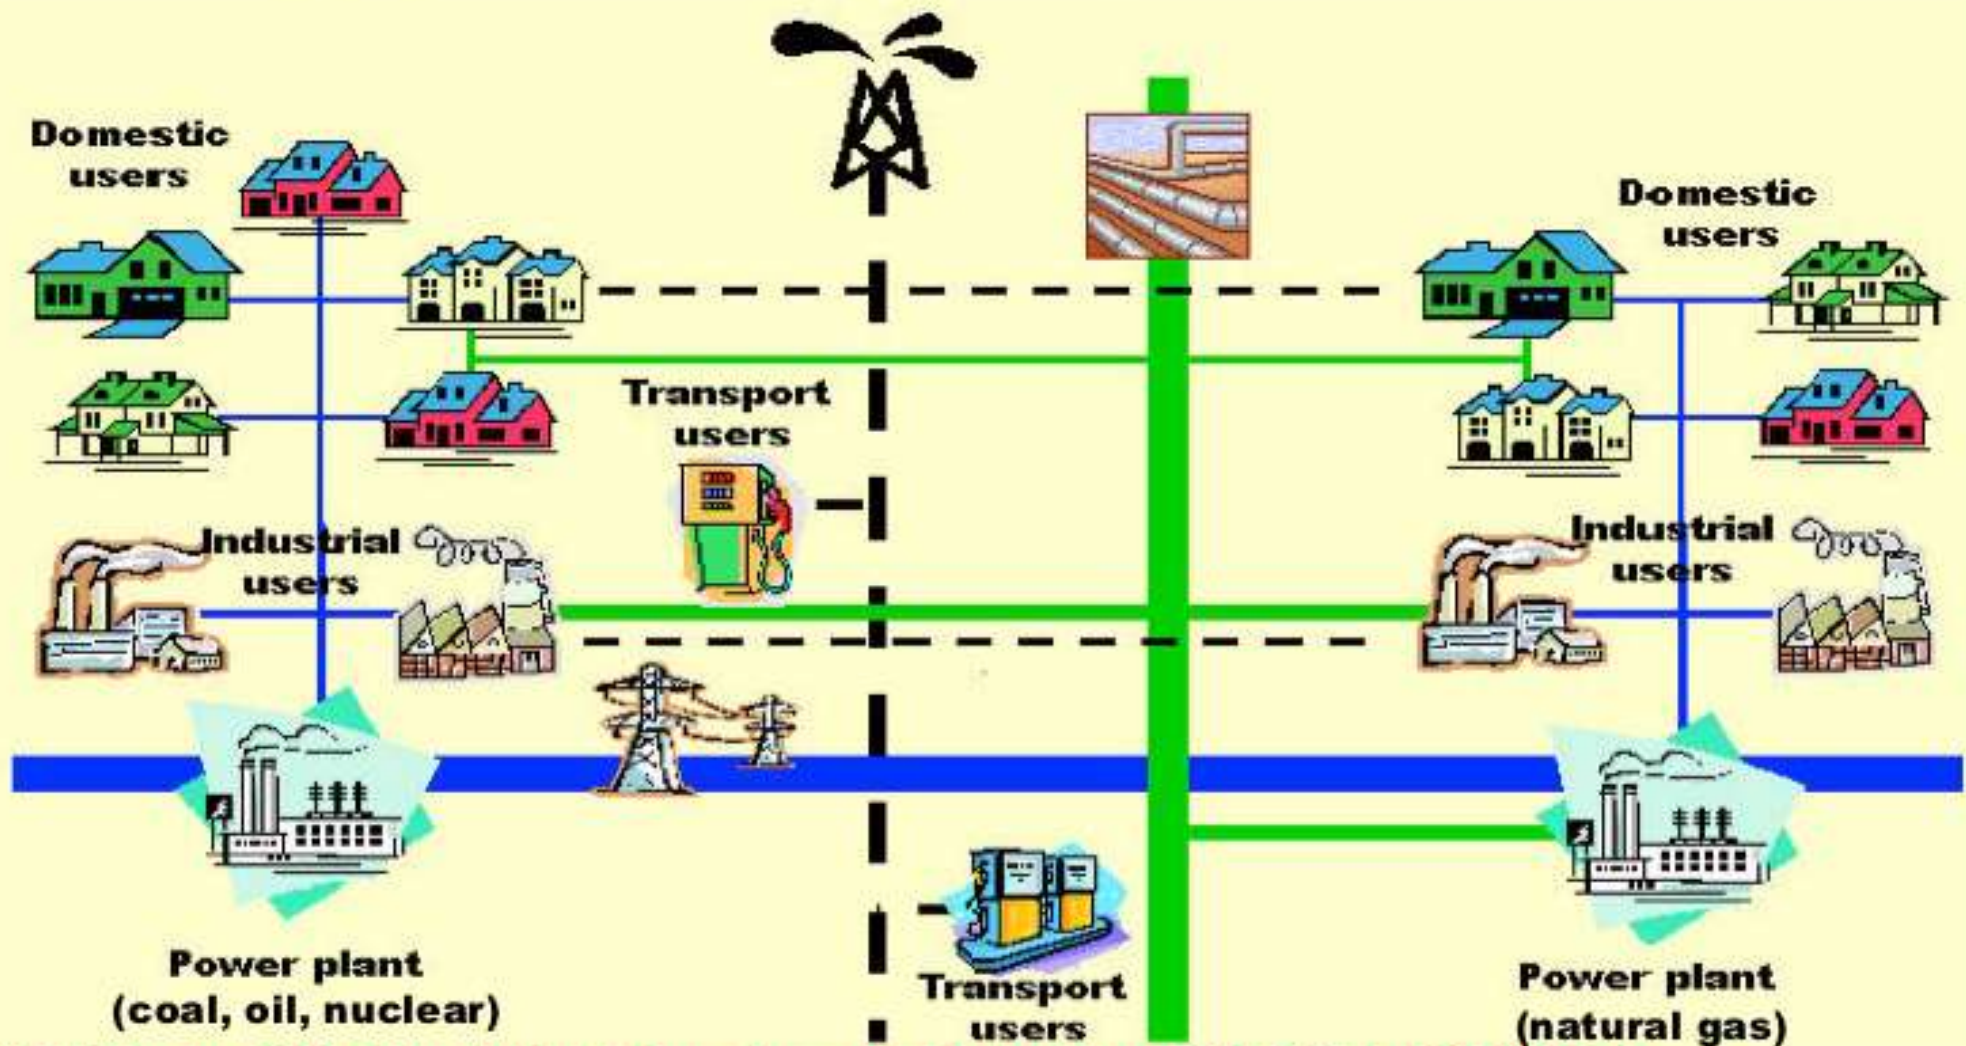 Domestic
users
Domestic
users
Transport
users
Industrial
users
Industrial
users
Power plant
(coal, oil, nuclear)
Transport
users
Power plant
(natural gas)